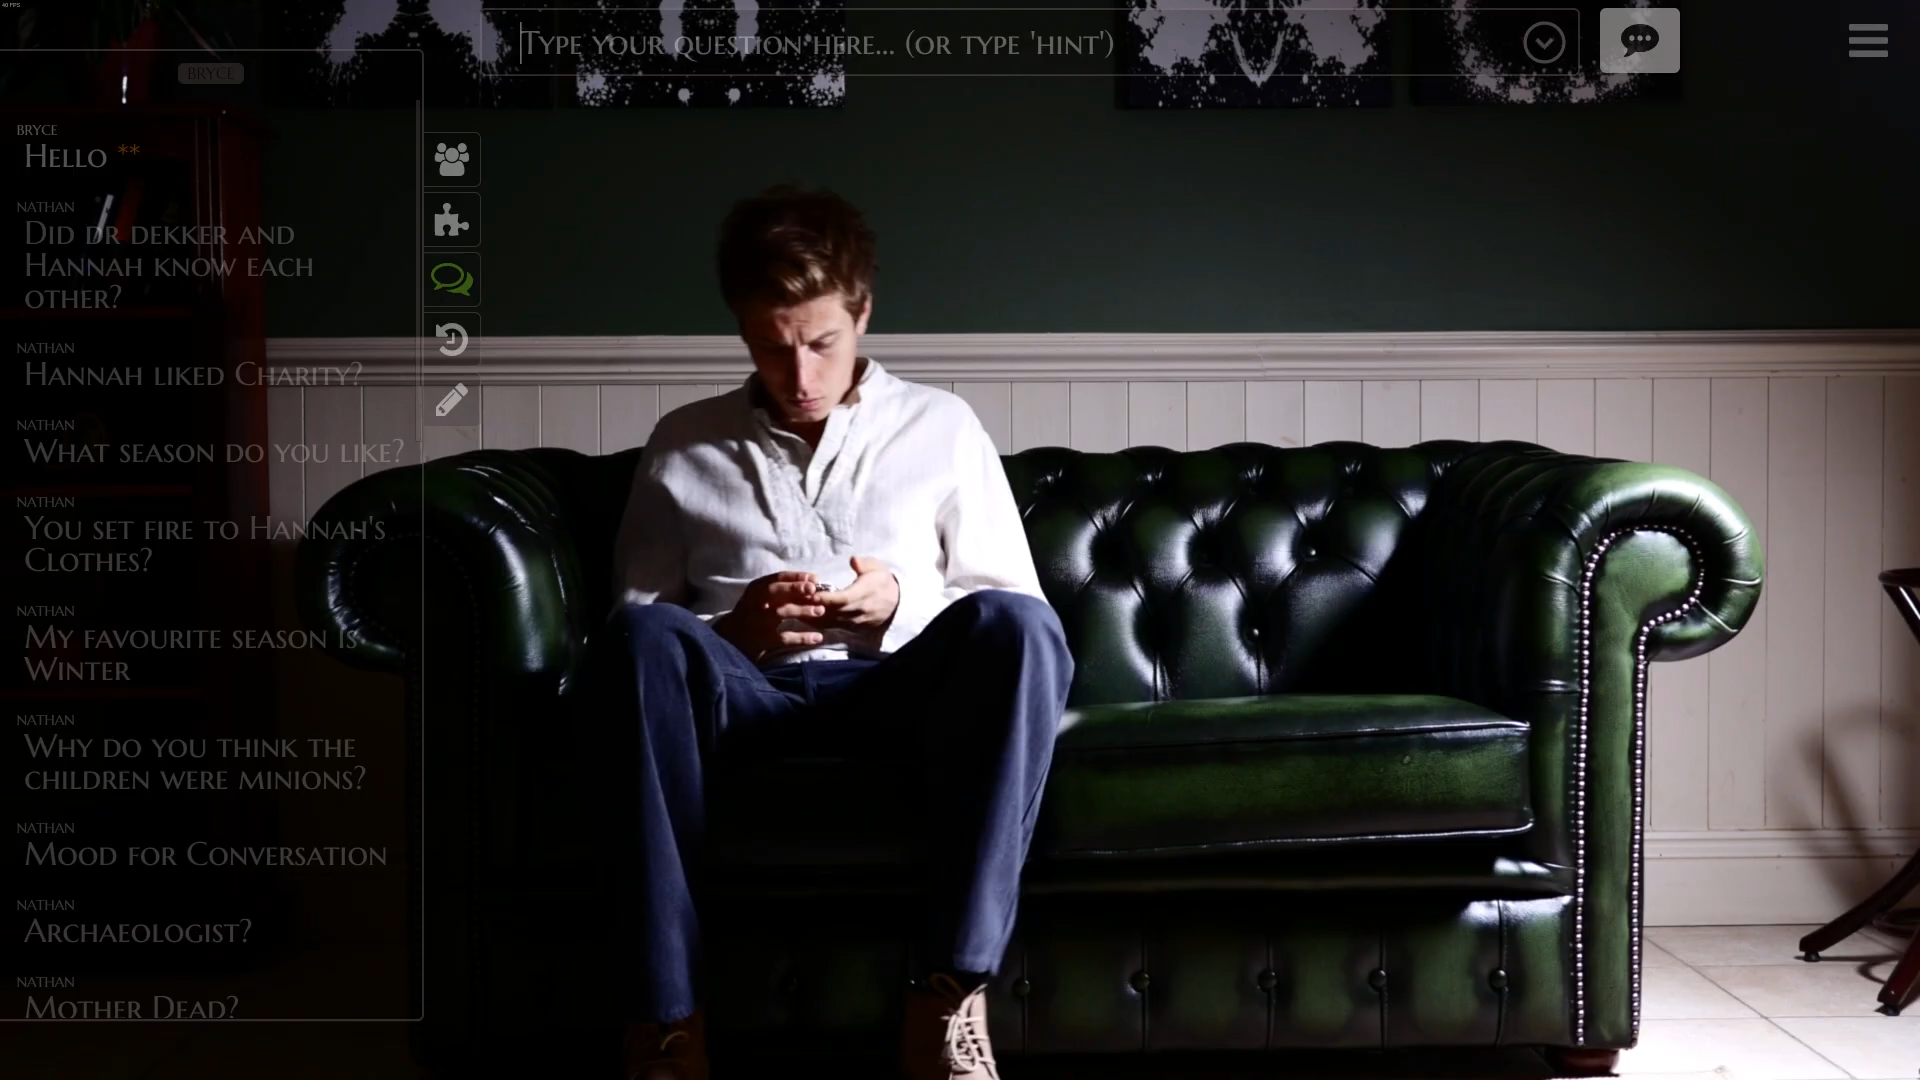 40 FPS
Type your question here... (or type 'hint')
BRYCE
BRYCE
Hello **
NATHAN
Did dr dekker and
Hannah know each
other?
NATHAN
Hannah liked Charity?
NATHAN
What season do you like?
NATHAN
You set fire to Hannah's
Clothes?
NATHAN
My favourite season is
Winter
NATHAN
Why do you think the
children were minions?
NATHAN
Mood for Conversation
NATHAN
Archaeologist?
NATHAN
Mother Dead?